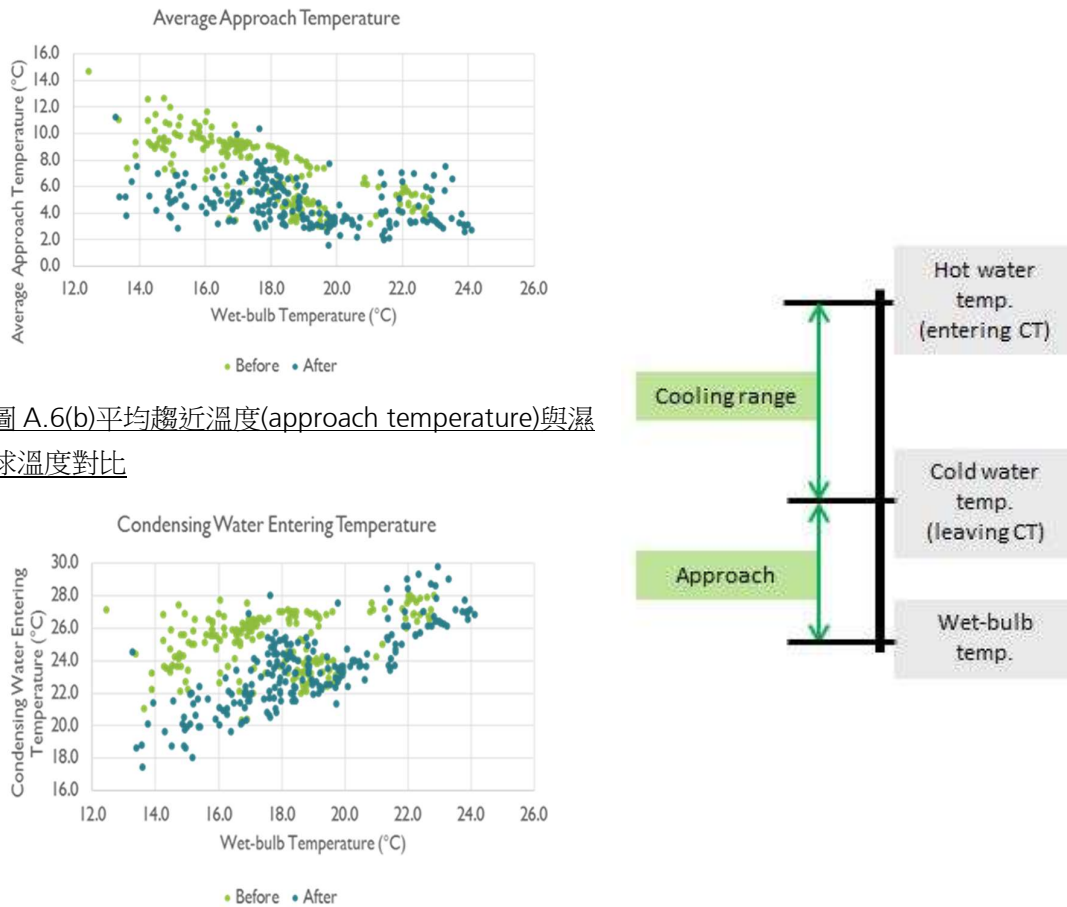 Average Approach Temperature
Average Approach Temperature (°C)
16.0
14.0
12.0
10.0
8.0
6.0
4.0
2.0
0.0
12.0 14.0 16.0 18.0 20.0 22.0 24.0 26.0
Wet-bulb Temperature (°C)
Before After
圖 A.6(b)平均趨近溫度(approach temperature)與濕
球溫度對比
Condensing Water Entering Temperature
Condensing Water Entering
Temperature (°C)
30.0
28.0
26.0
24.0
22.0
20.0
18.0
16.0
12.0 14.0 16.0 18.0 20.0 22.0 24.0 26.0
Wet-bulb Temperature (°C)
Before After
Hot water
temp.
(entering CT)
Cooling range
Cold water
temp.
(leaving CT)
Approach
Wet-bulb
temp.